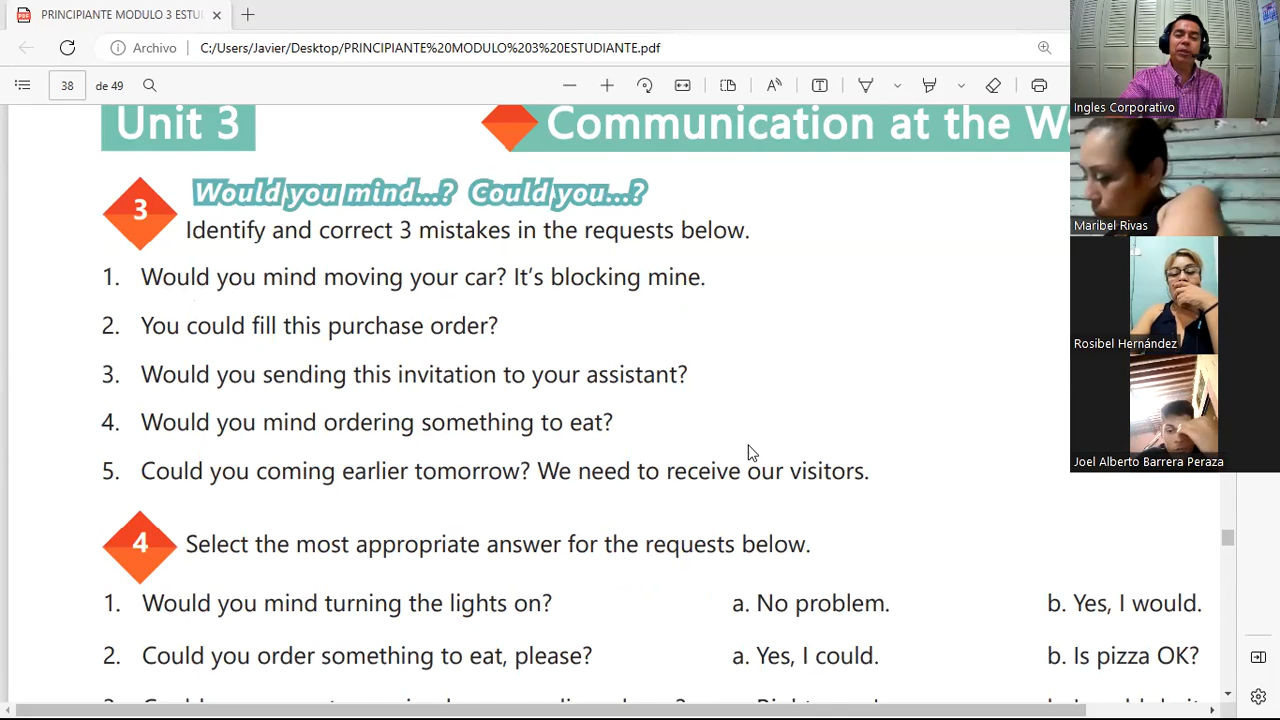 PRINCIPIANTE MODULO 3 ESTU
Archivo C:/Users/Javier/Desktop/PRINCIPIANTE%20MODULO%203%20ESTUDIANTE.pdf
38 de 49
Unit 3 Communication at the W
3 Would you mind...? Could you...?
Identify and correct 3 mistakes in the requests below.
1. Would you mind moving your car? It's blocking mine.
2. You could fill this purchase order?
3. Would you sending this invitation to your assistant?
4. Would you mind ordering something to eat?
5. Could you coming earlier tomorrow? We need to receive our visitors.
4 Select the most appropriate answer for the requests below.
1. Would you mind turning the lights on? a. No problem. b. Yes, I would.
2. Could you order something to eat, please? a. Yes, I could. b. Is pizza OK?
Ingles Corporativo
Maribel Rivas
Rosibel Hernández
Joel Alberto Barrera Peraza